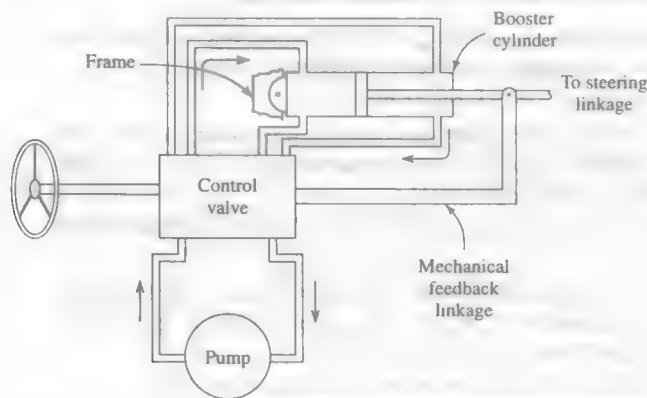 Booster
cylinder
Frame
To steering
linkage
Control
valve
Mechanical
feedback
linkage
Pump